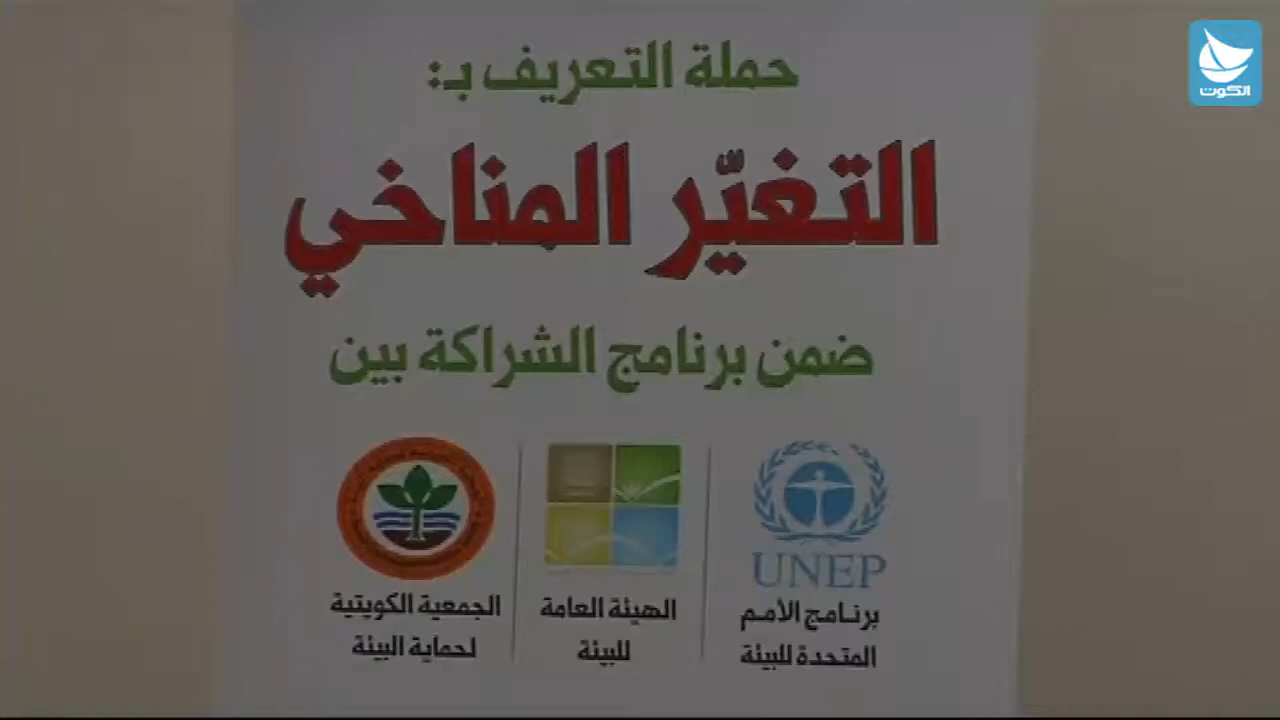 الكوت
حملة التعريف بـ:
التغيّر المناخي
ضمن برنامج الشراكة بين
UNEP
برنامج الأمم
المتحدة للبيئة
الهيئة العامة
للبيئة
الجمعية الكويتية
لحماية البيئة